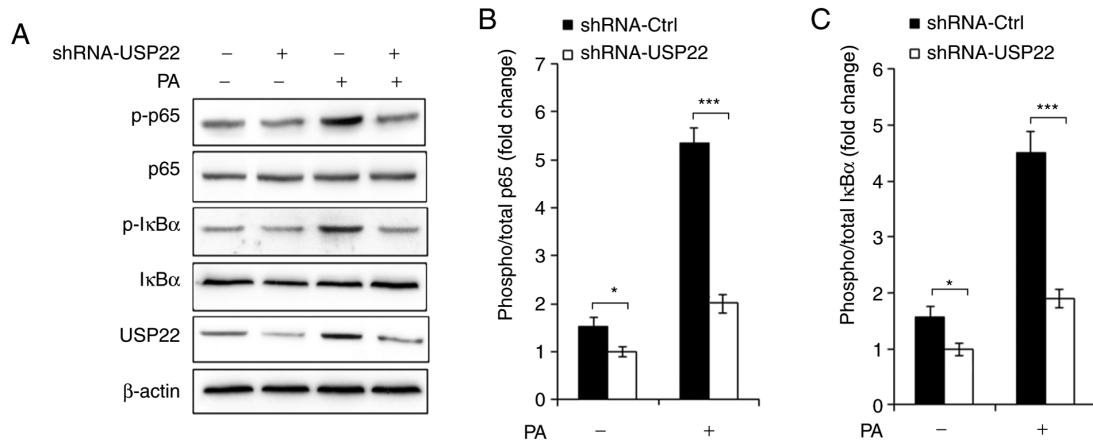 A
shRNA-USP22 – + – +
PA – – + +
p-p65
p65
p-IκBα
IκBα
USP22
β-actin
B
shRNA-Ctrl
shRNA-USP22
Phospho/total p65 (fold change)
7
6
5
4
3
2
1
0
*
***
PA – +
C
shRNA-Ctrl
shRNA-USP22
Phospho/total IκBα (fold change)
6
5
4
3
2
1
0
*
***
PA – +